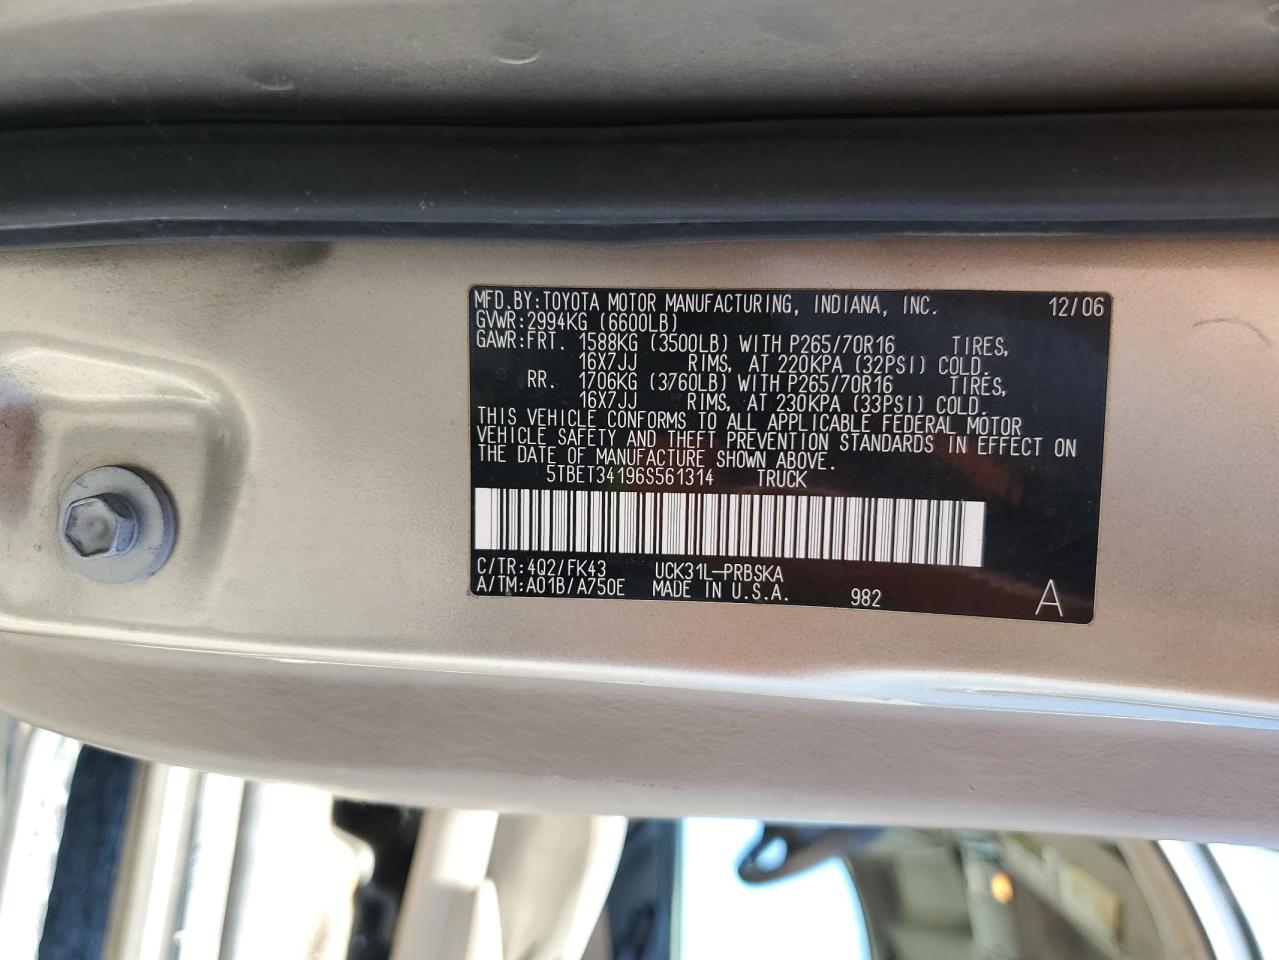 MFD.BY:TOYOTA MOTOR MANUFACTURING, INDIANA, INC. 12/06
GVWR:2994KG (6600LB)
GAWR:FRT. 1588KG (3500LB) WITH P265/70R16 TIRES,
16X7JJ RIMS, AT 220KPA (32PSI) COLD.
RR. 1706KG (3760LB) WITH P265/70R16 TIRES,
16X7JJ RIMS, AT 230KPA (33PSI) COLD.
THIS VEHICLE CONFORMS TO ALL APPLICABLE FEDERAL MOTOR
VEHICLE SAFETY AND THEFT PREVENTION STANDARDS IN EFFECT ON
THE DATE OF MANUFACTURE SHOWN ABOVE.
5TBET34196S561314 TRUCK
C/TR:4Q2/FK43 UCK31L-PRBSKA
A/TM:A01B/A750E MADE IN U.S.A. 982 A